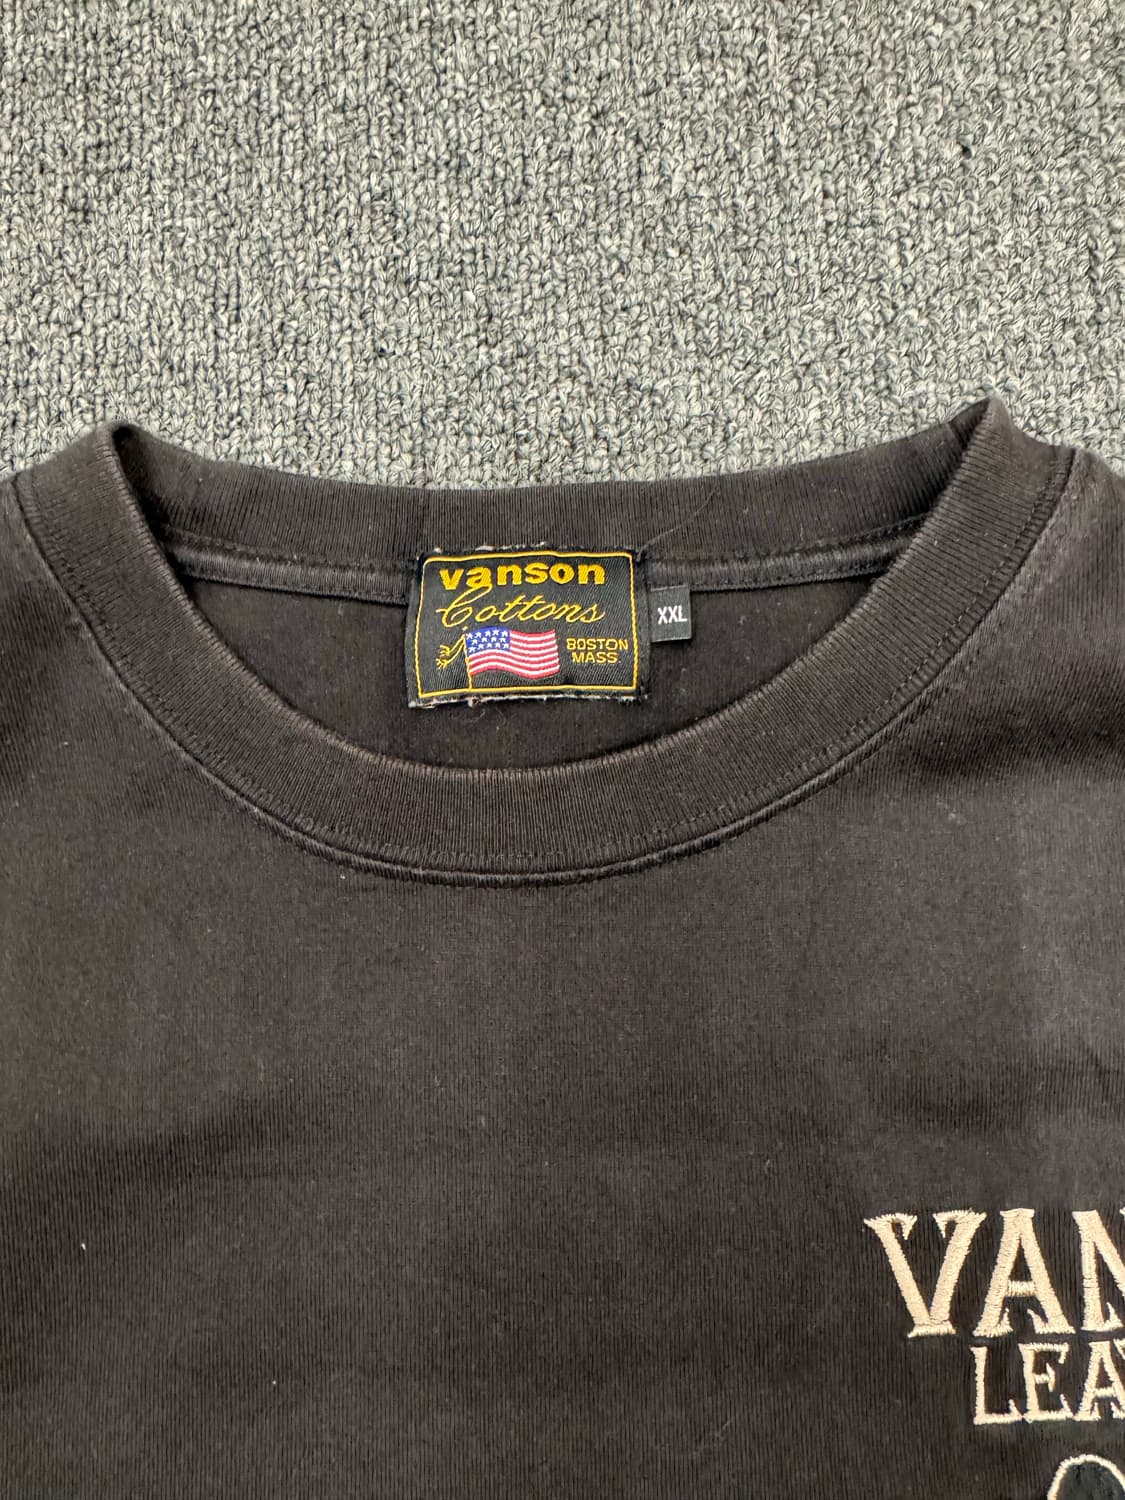 vanson
Cottons
BOSTON
MASS.
XXL
VAN
LEA